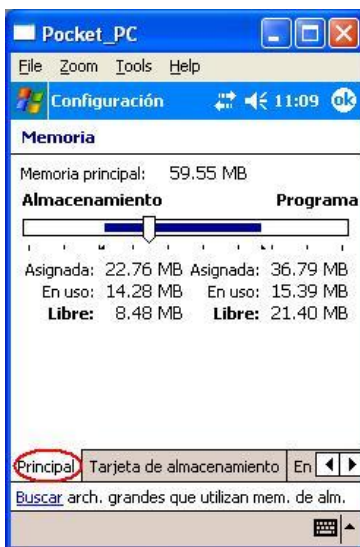 Pocket_PC
File Zoom Tools Help
Configuración 11:09 ok
Memoria
Memoria principal: 59.55 MB
Almacenamiento Programa
Asignada: 22.76 MB Asignada: 36.79 MB
En uso: 14.28 MB En uso: 15.39 MB
Libre: 8.48 MB Libre: 21.40 MB
Principal Tarjeta de almacenamiento En
Buscar arch. grandes que utilizan mem. de alm.